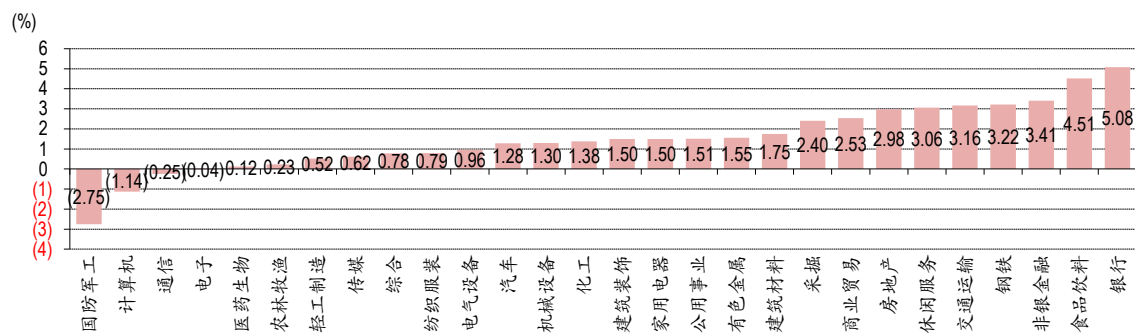 (%)
6
5
4
3
2
1
0
(1)
(2)
(3)
(4)
(2.75) (1.14) (0.25) (0.04) 0.12 0.23 0.52 0.62 0.78 0.79 0.96 1.28 1.30 1.38 1.50 1.50 1.51 1.55 1.75 2.40 2.53 2.98 3.06 3.16 3.22 3.41 4.51 5.08
国防军工
计算机
通信
电子
医药生物
农林牧渔
轻工制造
传媒
综合
纺织服装
电气设备
汽车
机械设备
化工
建筑装饰
家用电器
公用事业
有色金属
建筑材料
采掘
商业贸易
房地产
休闲服务
交通运输
钢铁
非银金融
食品饮料
银行